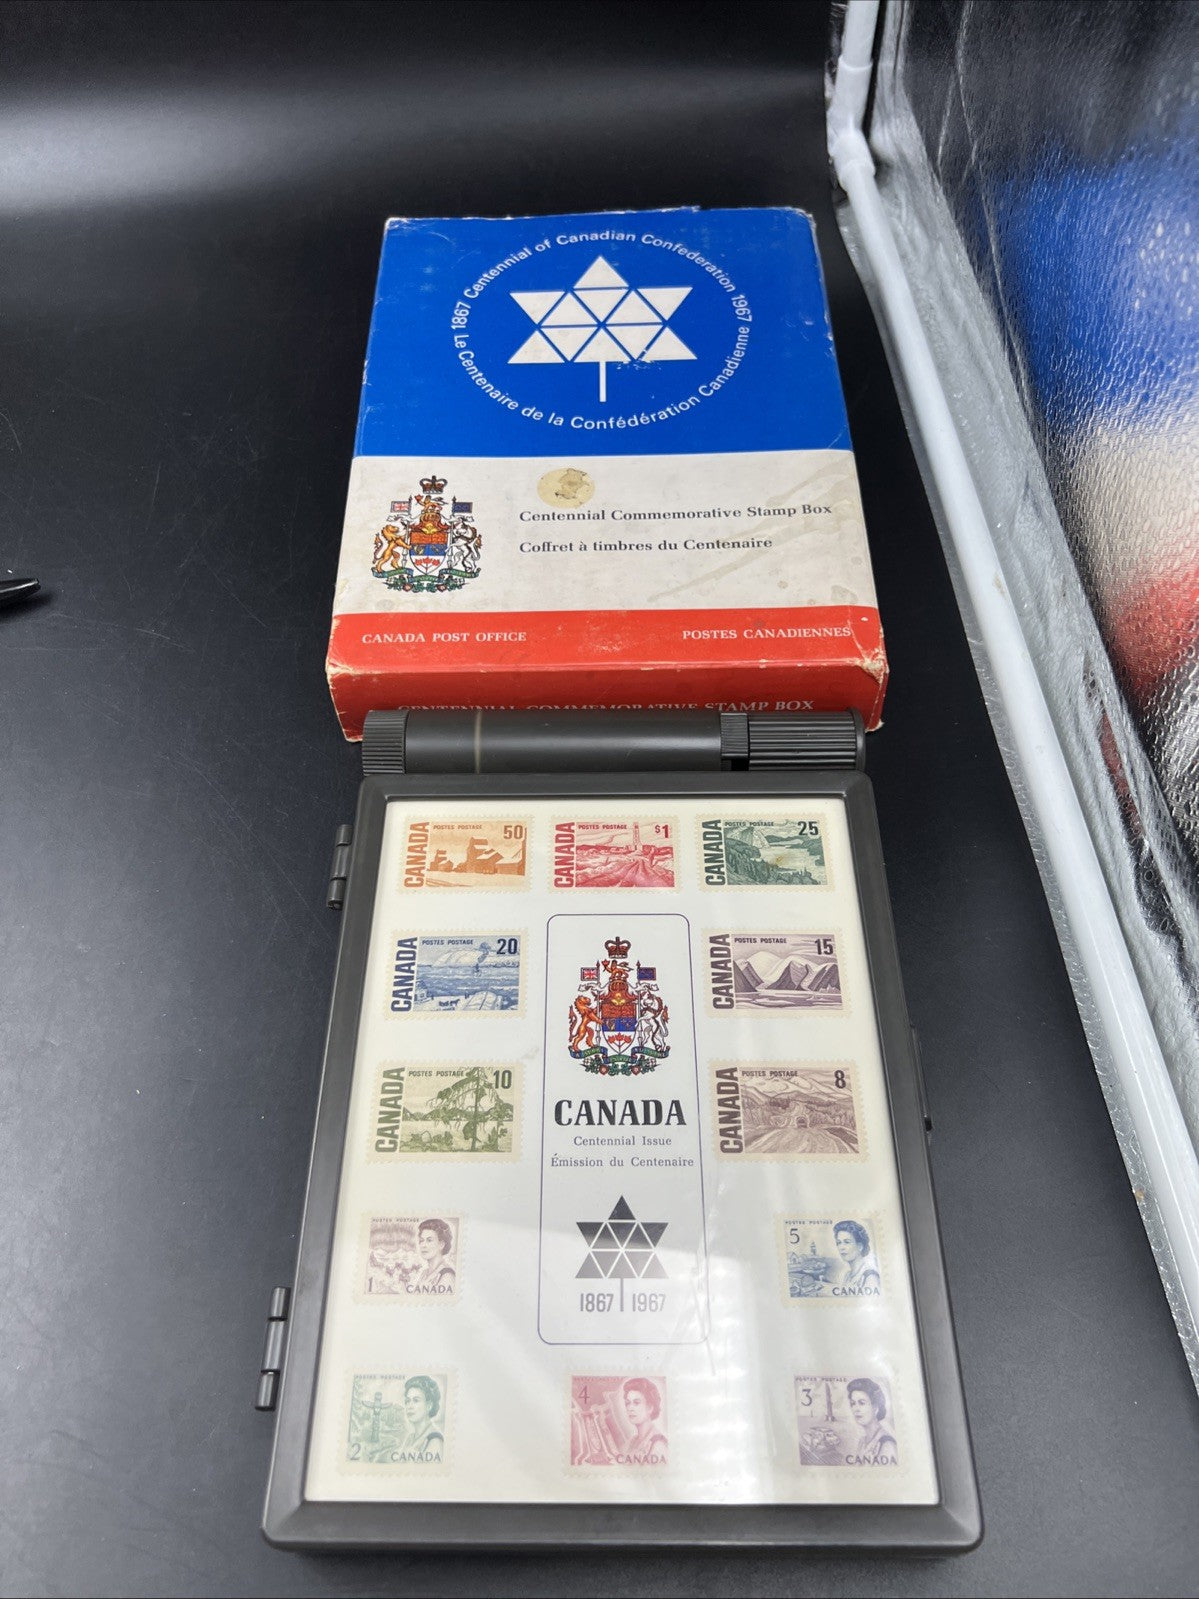 1867 Centennial of Canadian Confederation 1967
Le Centenaire de la Confédération Canadienne
Centennial Commemorative Stamp Box
Coffret à timbres du Centenaire
CANADA POST OFFICE
POSTES CANADIENNES
CENTENNIAL COMMEMORATIVE STAMP BOX
CANADA POSTES POSTAGE 50
CANADA POSTES POSTAGE $1
CANADA POSTES POSTAGE 25
CANADA POSTES POSTAGE 20
CANADA POSTES POSTAGE 15
CANADA POSTES POSTAGE 10
CANADA POSTES POSTAGE 8
CANADA
Centennial Issue
Émission du Centenaire
1867 1967
POSTES POSTAGE
1 CANADA
POSTES POSTAGE
5
CANADA
POSTES POSTAGE
2 CANADA
POSTES POSTAGE
4
CANADA
POSTES POSTAGE
3
CANADA